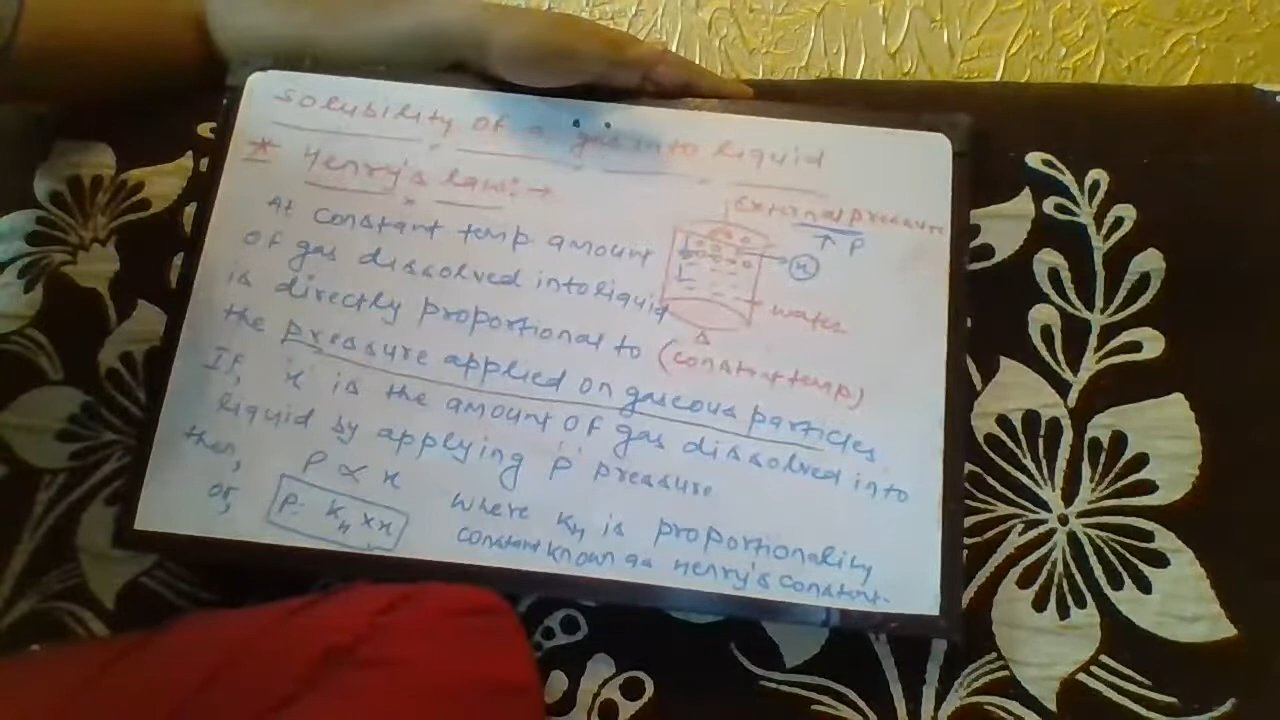 Solubility of a gas into liquid
* Henry's law:→
At constant temp amount
of gas dissolved into liquid
is directly proportional to
the pressure applied on gaseous particles
If, x is the amount of gas dissolved into
liquid by applying 'p' pressure
then, P ∝ x
or, P = K_H × x
where K_H is proportionality
constant known as Henry's constant.
External pressure
↑ P
x
water
Δ
(constant temp)